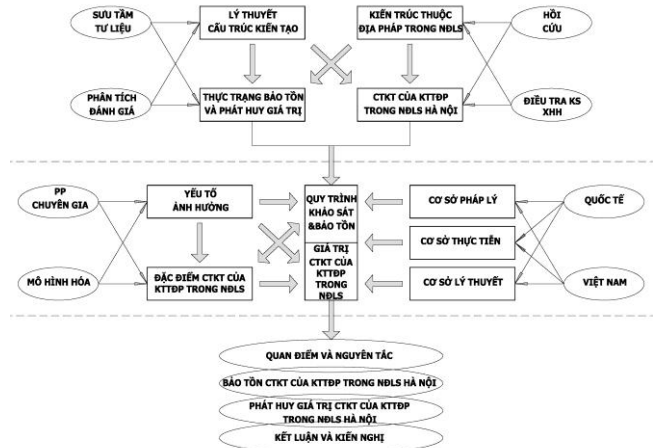 SƯU TẦM
TƯ LIỆU
LÝ THUYẾT
CẤU TRÚC KIẾN TẠO
KIẾN TRÚC THUỘC
ĐỊA PHÁP TRONG NĐLS
HỒI
CỨU
PHÂN TÍCH
ĐÁNH GIÁ
THỰC TRẠNG BẢO TỒN
VÀ PHÁT HUY GIÁ TRỊ
CTKT CỦA KTTĐP
TRONG NĐLS HÀ NỘI
ĐIỀU TRA KS
XHH
PP
CHUYÊN GIA
YẾU TỐ
ẢNH HƯỞNG
QUY TRÌNH
KHẢO SÁT
&BẢO TỒN
CƠ SỞ PHÁP LÝ
QUỐC TẾ
CƠ SỞ THỰC TIỄN
MÔ HÌNH HÓA
ĐẶC ĐIỂM CTKT CỦA
KTTĐP TRONG NĐLS
GIÁ TRỊ
CTKT CỦA
KTTĐP
TRONG
NĐLS
CƠ SỞ LÝ THUYẾT
VIỆT NAM
QUAN ĐIỂM VÀ NGUYÊN TẮC
BẢO TỒN CTKT CỦA KTTĐP TRONG NĐLS HÀ NỘI
PHÁT HUY GIÁ TRỊ CTKT CỦA KTTĐP
TRONG NĐLS HÀ NỘI
KẾT LUẬN VÀ KIẾN NGHỊ